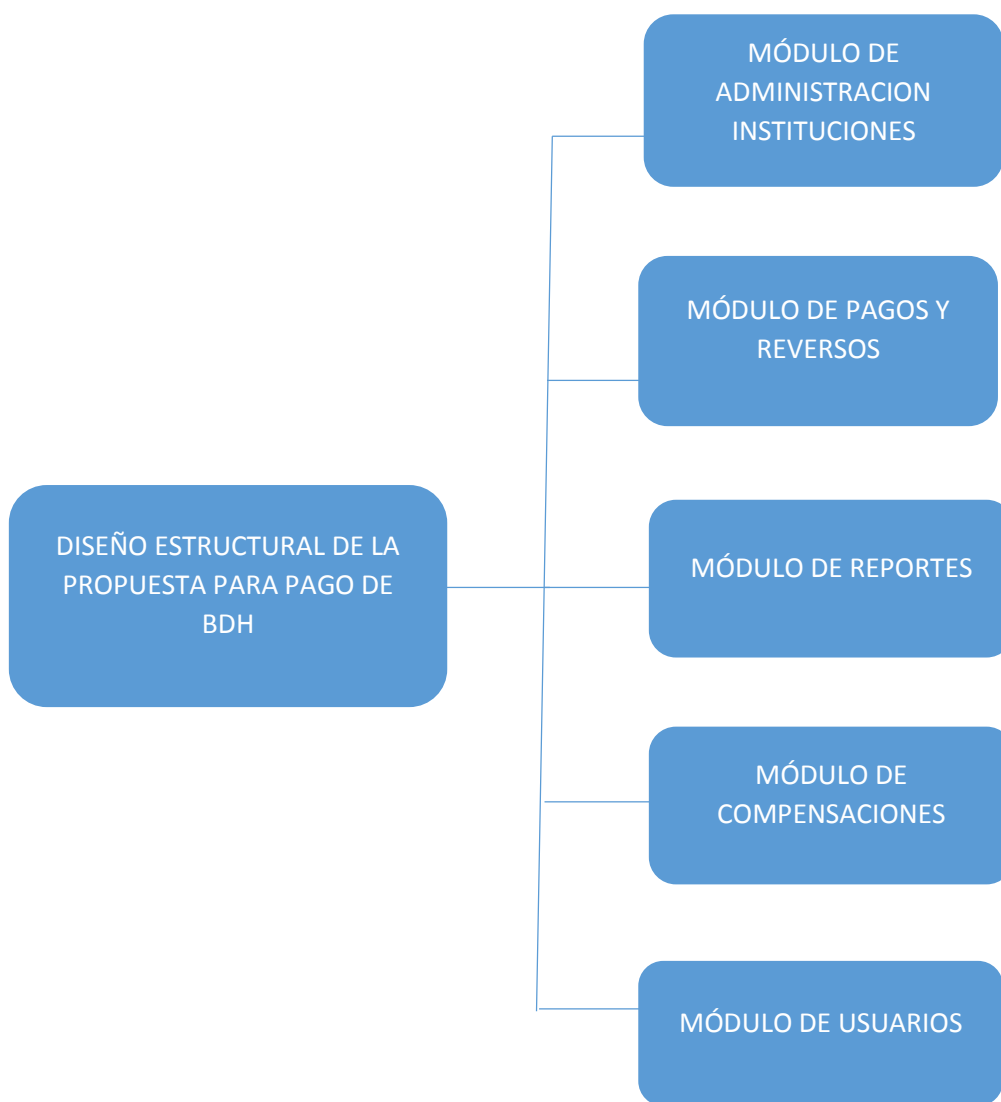 MÓDULO DE
ADMINISTRACION
INSTITUCIONES
MÓDULO DE PAGOS Y
REVERSOS
DISEÑO ESTRUCTURAL DE LA
PROPUESTA PARA PAGO DE
BDH
MÓDULO DE REPORTES
MÓDULO DE
COMPENSACIONES
MÓDULO DE USUARIOS